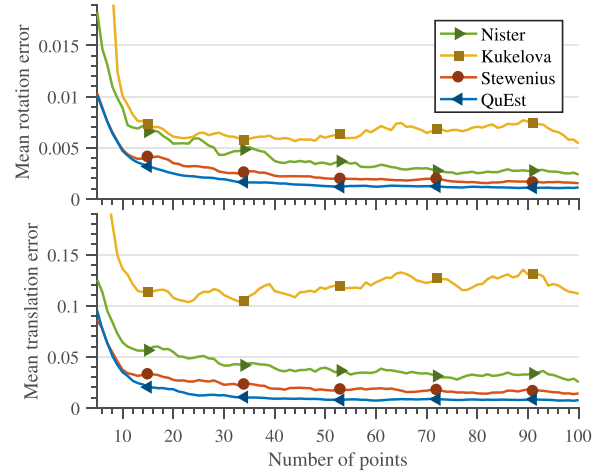 Mean rotation error
0.015
0.01
0.005
0
Nister
Kukelova
Stewenius
QuEst
Mean translation error
0.15
0.1
0.05
0
10 20 30 40 50 60 70 80 90 100
Number of points